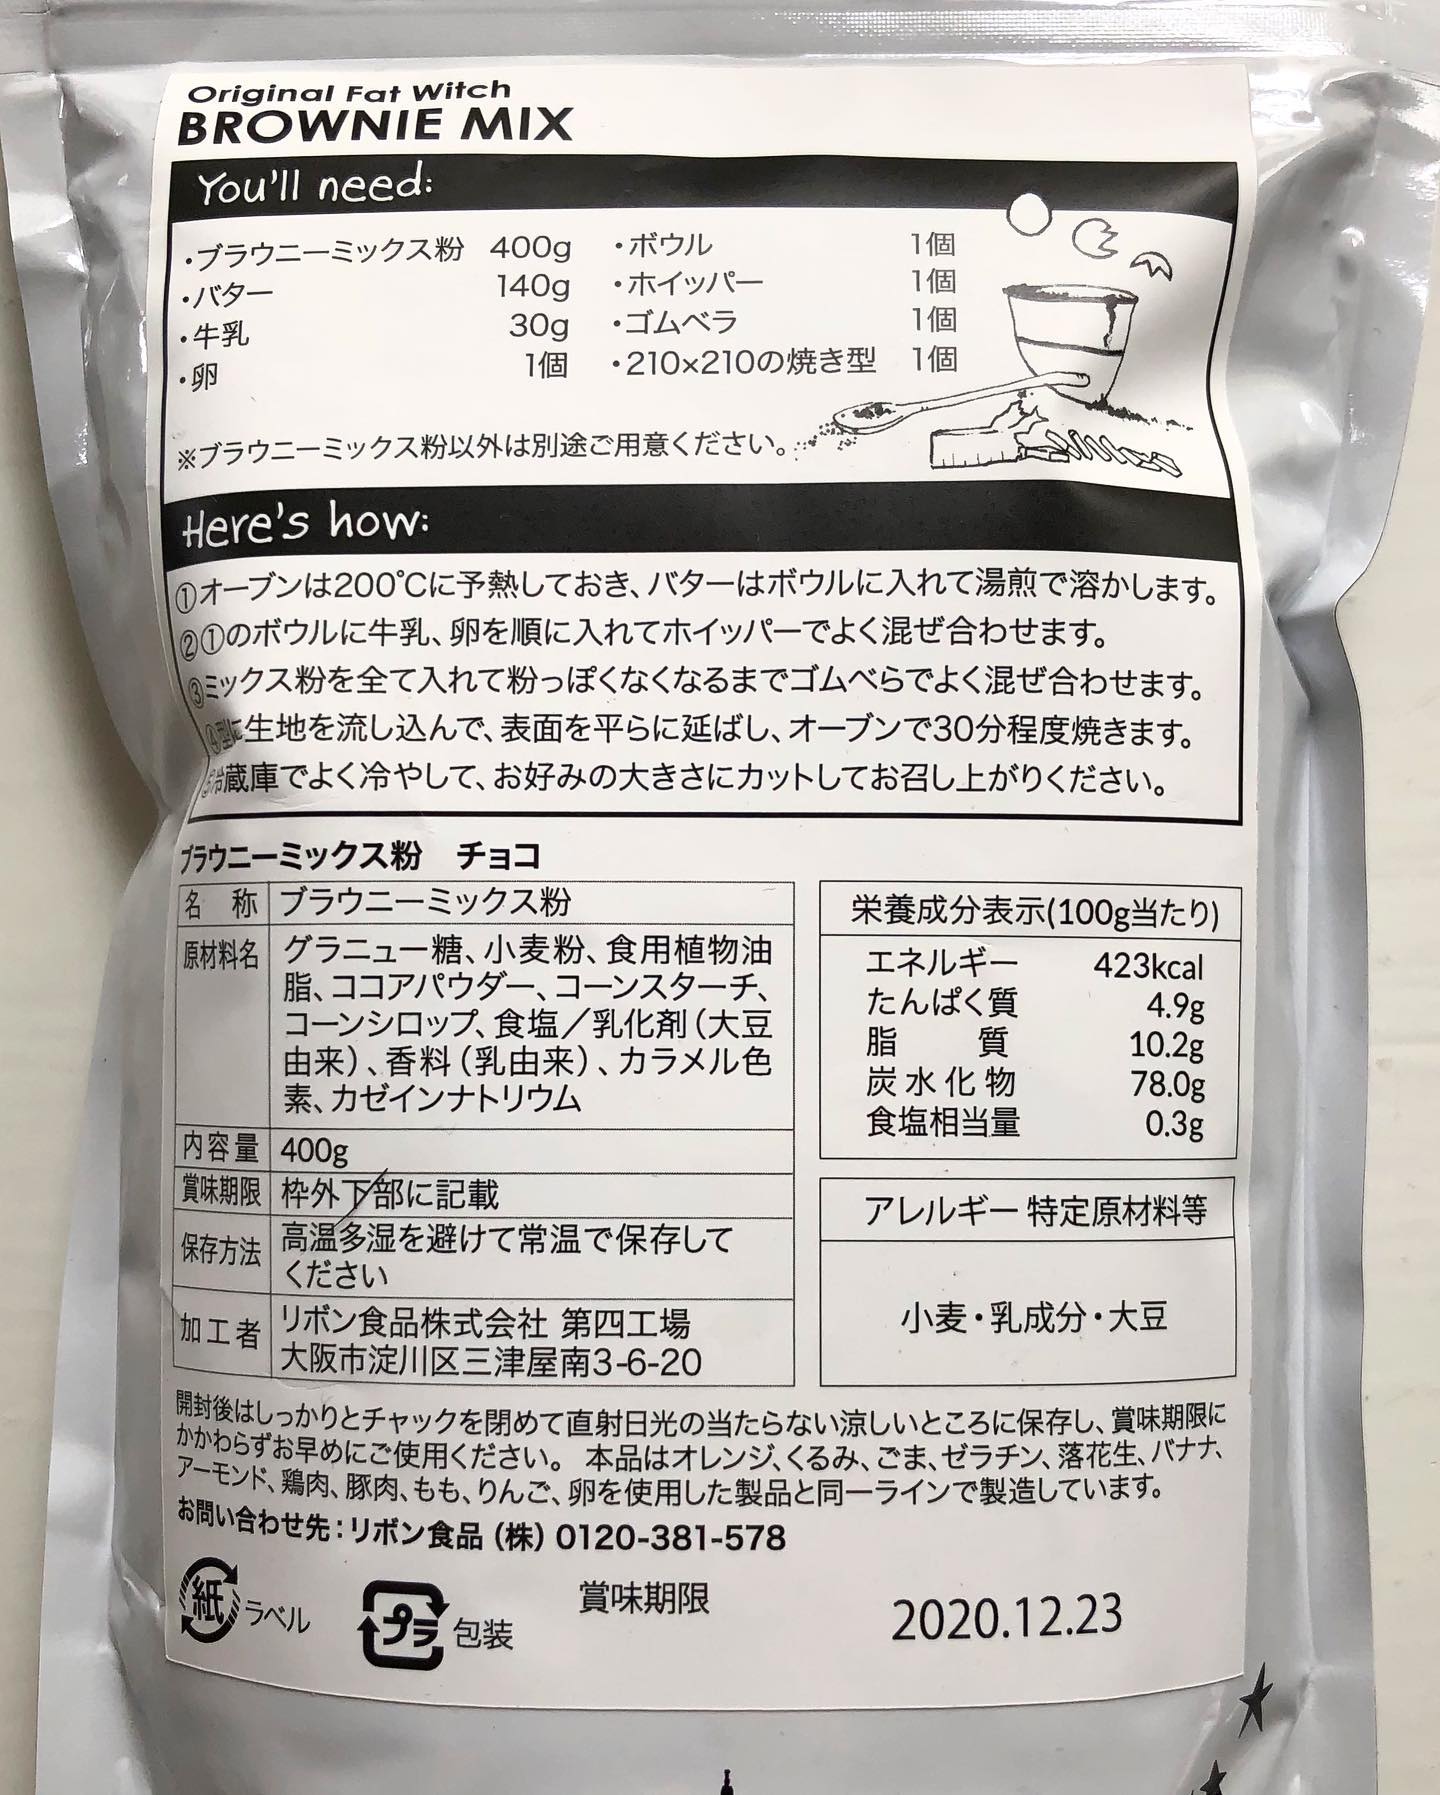 Original Fat Witch
BROWNIE MIX
You'll need:
・ブラウニーミックス粉 400g
・バター 140g
・牛乳 30g
・卵 1個
・ボウル 1個
・ホイッパー 1個
・ゴムベラ 1個
・210×210の焼き型 1個
※ブラウニーミックス粉以外は別途ご用意ください。
Here's how:
①オーブンは200℃に予熱しておき、バターはボウルに入れて湯煎で溶かします。
②①のボウルに牛乳、卵を順に入れてホイッパーでよく混ぜ合わせます。
③ミックス粉を全て入れて粉っぽくなくなるまでゴムべらでよく混ぜ合わせます。
④型に生地を流し込んで、表面を平らに延ばし、オーブンで30分程度焼きます。
⑤冷蔵庫でよく冷やして、お好みの大きさにカットしてお召し上がりください。
ブラウニーミックス粉 チョコ
名 称 ブラウニーミックス粉
原材料名 グラニュー糖、小麦粉、食用植物油
脂、ココアパウダー、コーンスターチ、
コーンシロップ、食塩／乳化剤（大豆
由来）、香料（乳由来）、カラメル色
素、カゼインナトリウム
内容量 400g
賞味期限 枠外下部に記載
保存方法 高温多湿を避けて常温で保存して
ください
加工者 リボン食品株式会社 第四工場
大阪市淀川区三津屋南3-6-20
栄養成分表示(100g当たり)
エネルギー 423kcal
たんぱく質 4.9g
脂 質 10.2g
炭水化物 78.0g
食塩相当量 0.3g
アレルギー 特定原材料等
小麦・乳成分・大豆
開封後はしっかりとチャックを閉めて直射日光の当たらない涼しいところに保存し、賞味期限に
かかわらずお早めにご使用ください。 本品はオレンジ、くるみ、ごま、ゼラチン、落花生、バナナ、
アーモンド、鶏肉、豚肉、もも、りんご、卵を使用した製品と同一ラインで製造しています。
お問い合わせ先：リボン食品（株）0120-381-578
紙 ラベル
プラ 包装
賞味期限 2020.12.23